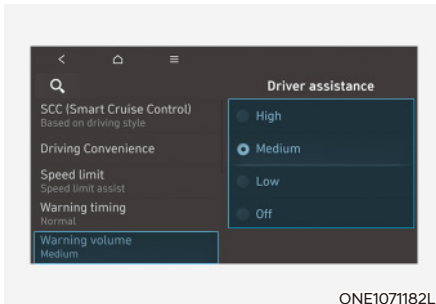 Driver assistance
SCC (Smart Cruise Control)
Based on driving style
Driving Convenience
Speed limit
Speed limit assist
Warning timing
Normal
Warning volume
Medium
High
Medium
Low
Off
ONE1071182L